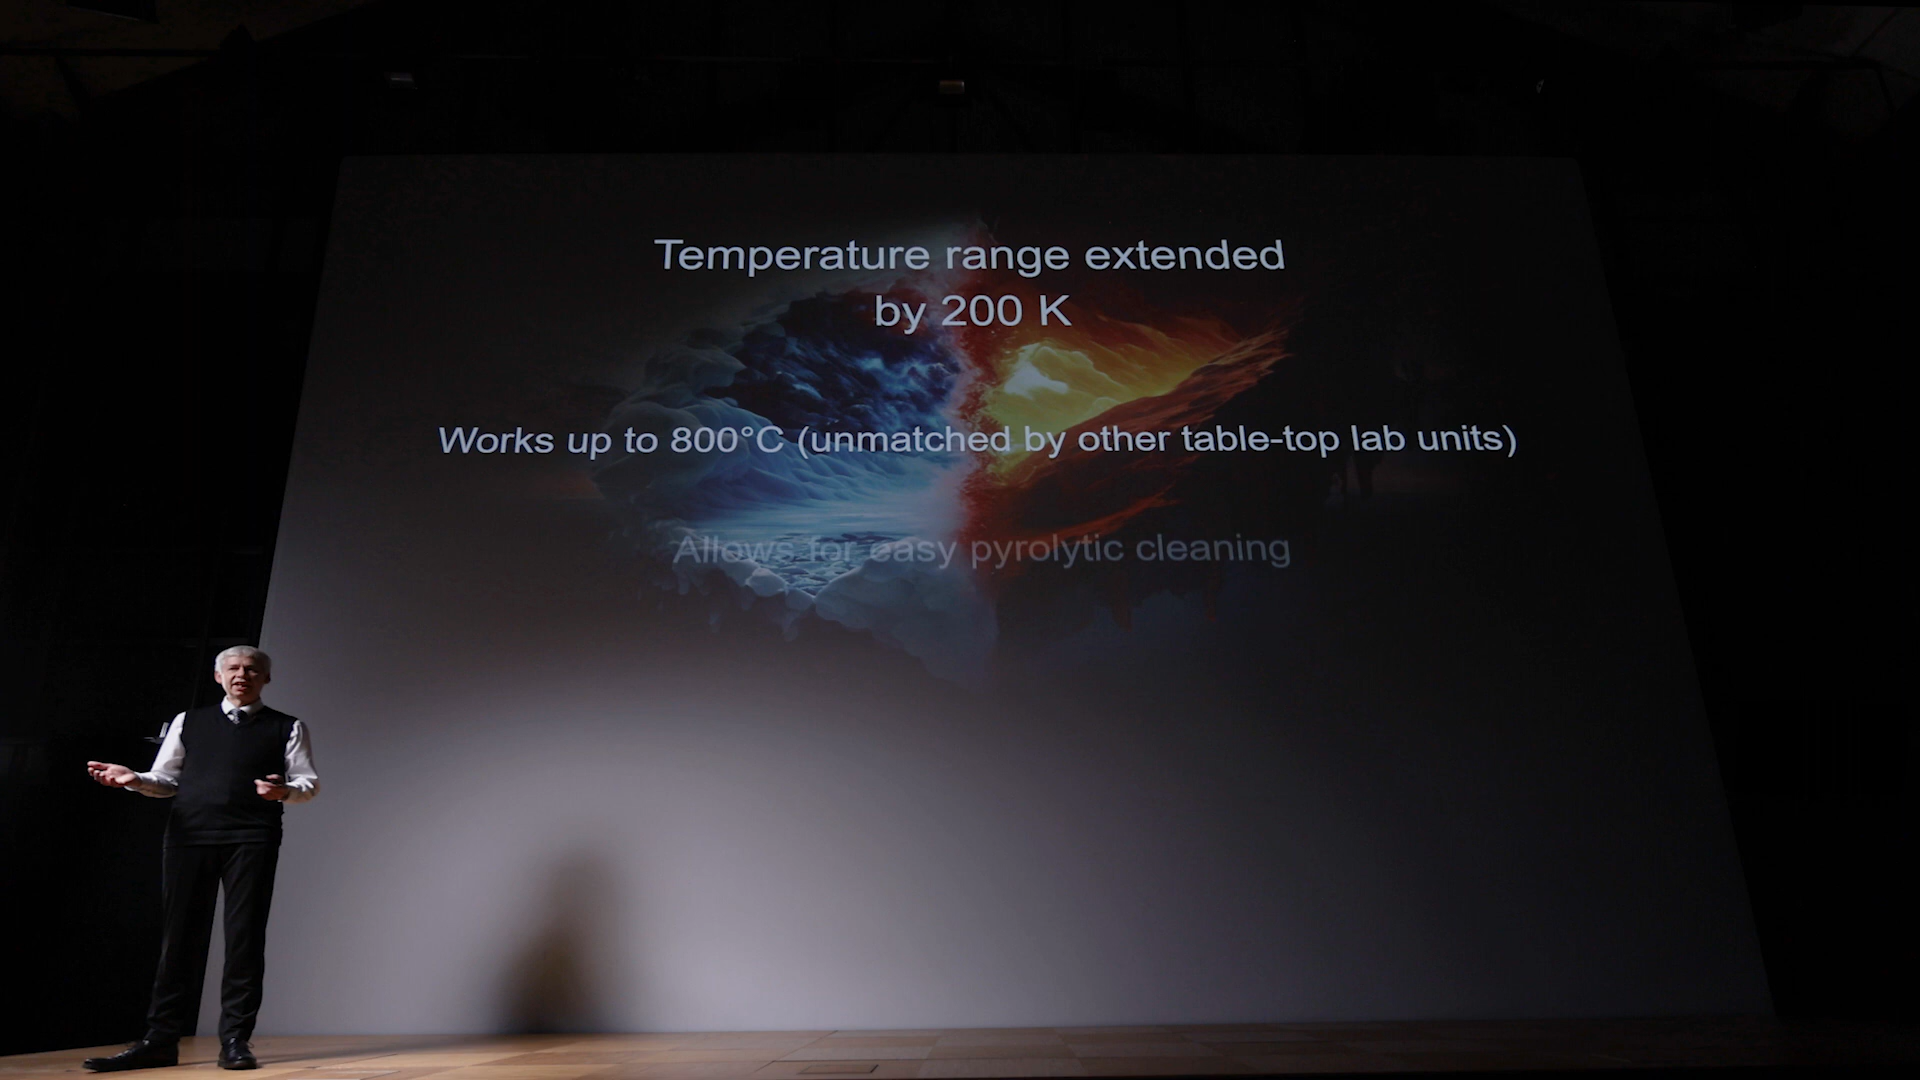 Temperature range extended
by 200 K
Works up to 800°C (unmatched by other table-top lab units)
Allows for easy pyrolytic cleaning